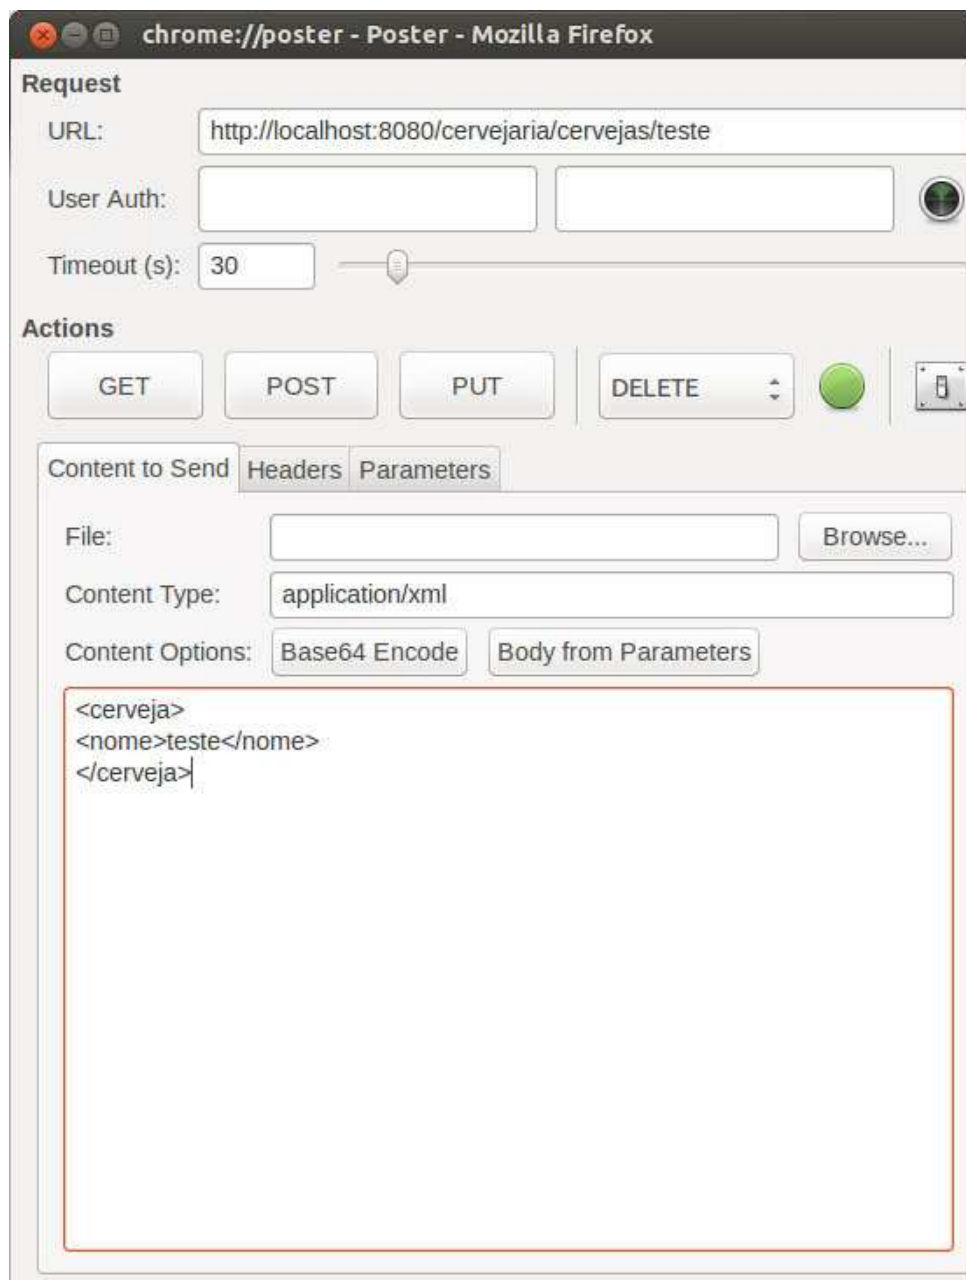 chrome://poster - Poster - Mozilla Firefox
Request
URL: http://localhost:8080/cervejaria/cervejas/teste
User Auth:
Timeout (s): 30
Actions
GET POST PUT DELETE
Content to Send Headers Parameters
File: Browse...
Content Type: application/xml
Content Options: Base64 Encode Body from Parameters
<cerveja>
<nome>teste</nome>
</cerveja>